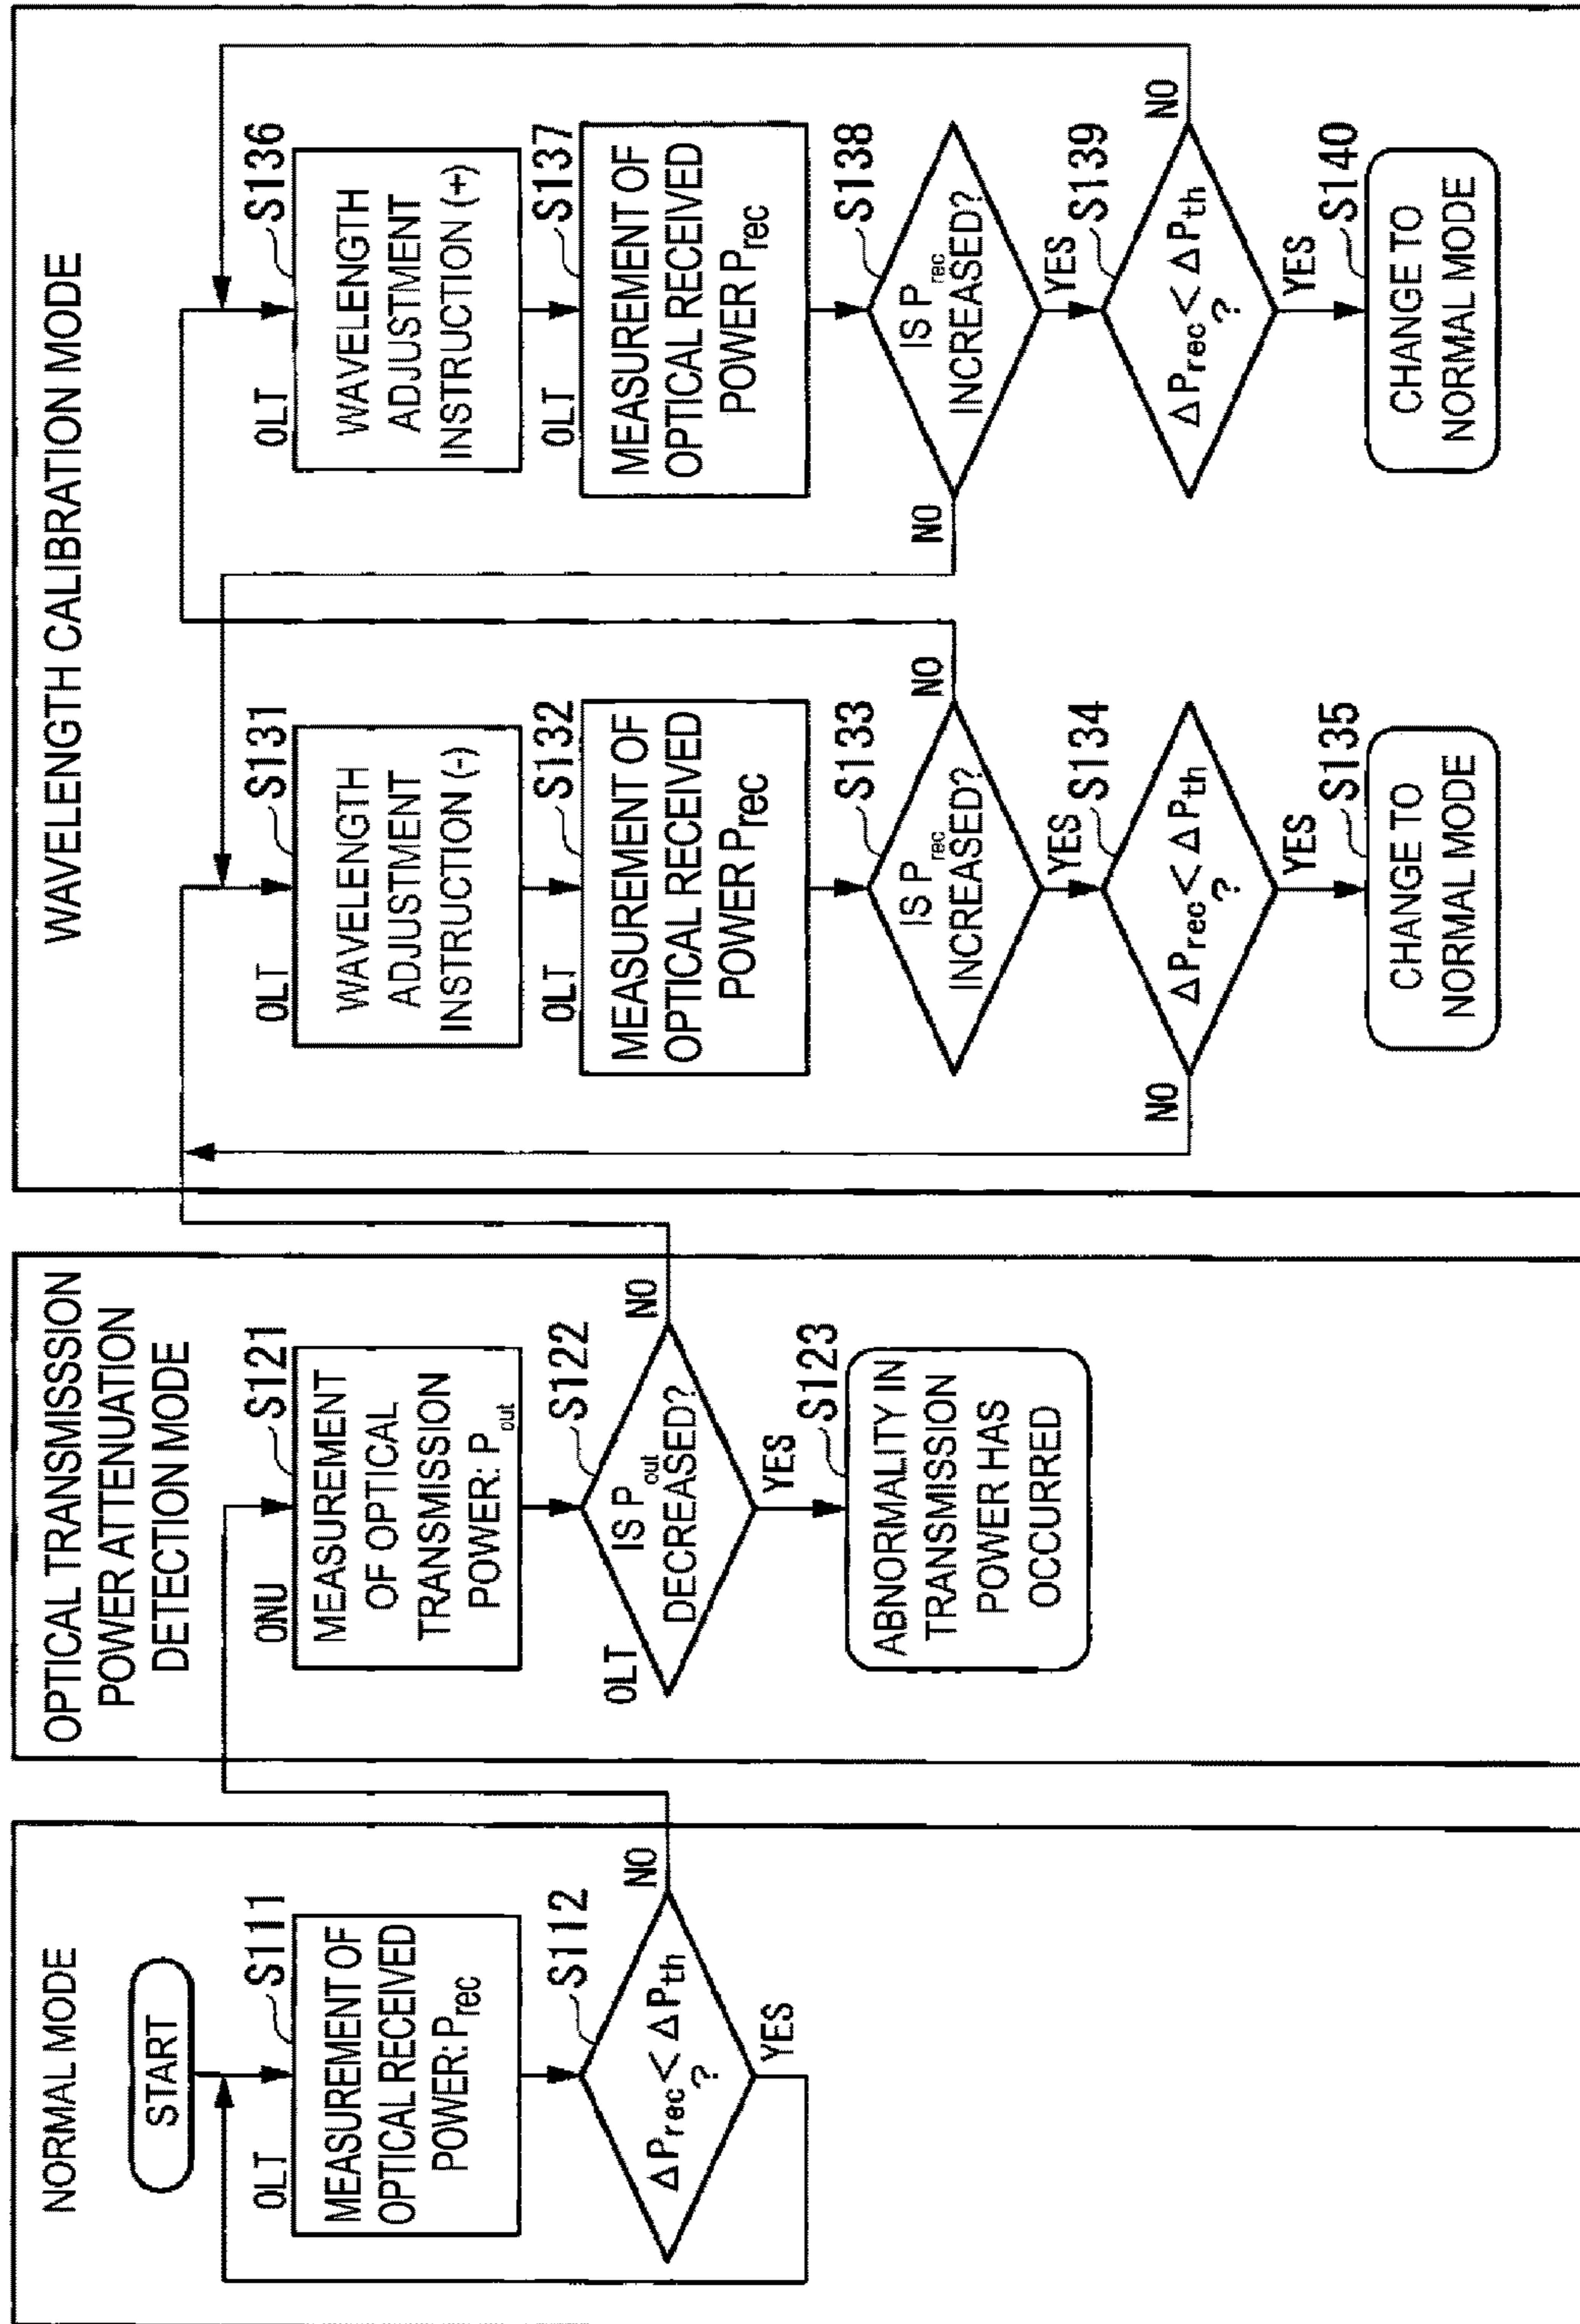 NORMAL MODE
START
OLT
S111
MEASUREMENT OF
OPTICAL RECEIVED
POWER: Prec
S112
ΔPrec < ΔPth
?
NO
YES
OPTICAL TRANSMISSSION
POWER ATTENUATION
DETECTION MODE
ONU
S121
MEASUREMENT
OF OPTICAL
TRANSMISSION
POWER: Pout
OLT
S122
IS Pout
DECREASED?
NO
YES
S123
ABNORMALITY IN
TRANSMISSION
POWER HAS
OCCURRED
WAVELENGTH CALIBRATION MODE
OLT
S131
WAVELENGTH
ADJUSTMENT
INSTRUCTION (-)
OLT
S132
MEASUREMENT OF
OPTICAL RECEIVED
POWER Prec
S133
IS Prec
INCREASED?
NO
YES
S134
ΔPrec < ΔPth
?
NO
YES
S135
CHANGE TO
NORMAL MODE
OLT
S136
WAVELENGTH
ADJUSTMENT
INSTRUCTION (+)
OLT
S137
MEASUREMENT OF
OPTICAL RECEIVED
POWER Prec
S138
IS Prec
INCREASED?
NO
YES
S139
ΔPrec < ΔPth
?
NO
YES
S140
CHANGE TO
NORMAL MODE